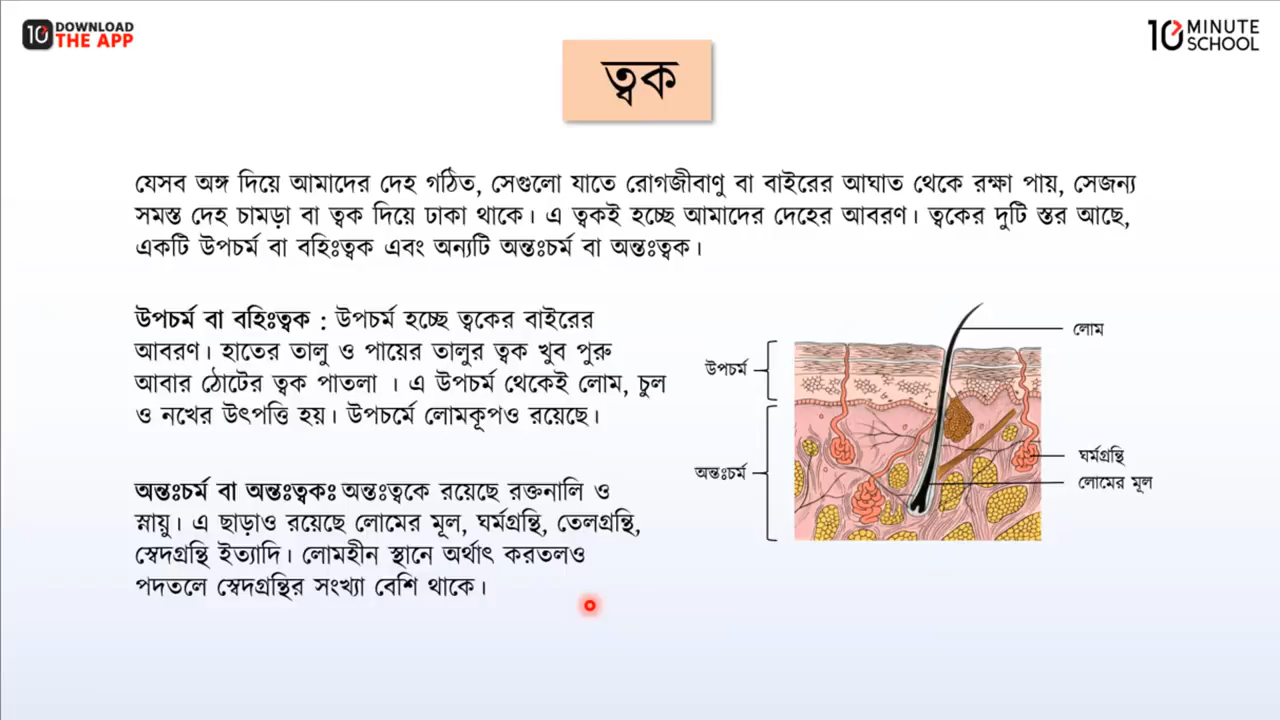 DOWNLOAD
THE APP
10 MINUTE
SCHOOL
ত্বক
যেসব অঙ্গ দিয়ে আমাদের দেহ গঠিত, সেগুলো যাতে রোগজীবাণু বা বাইরের আঘাত থেকে রক্ষা পায়, সেজন্য
সমস্ত দেহ চামড়া বা ত্বক দিয়ে ঢাকা থাকে। এ ত্বকই হচ্ছে আমাদের দেহের আবরণ। ত্বকের দুটি স্তর আছে,
একটি উপচর্ম বা বহিঃত্বক এবং অন্যটি অন্তঃচর্ম বা অন্তঃত্বক।
উপচর্ম বা বহিঃত্বক : উপচর্ম হচ্ছে ত্বকের বাইরের
আবরণ। হাতের তালু ও পায়ের তালুর ত্বক খুব পুরু
আবার ঠোটের ত্বক পাতলা । এ উপচর্ম থেকেই লোম, চুল
ও নখের উৎপত্তি হয়। উপচর্মে লোমকূপও রয়েছে।
অন্তঃচর্ম বা অন্তঃত্বকঃ অন্তঃত্বকে রয়েছে রক্তনালি ও
স্নায়ু। এ ছাড়াও রয়েছে লোমের মূল, ঘর্মগ্রন্থি, তেলগ্রন্থি,
স্বেদগ্রন্থি ইত্যাদি। লোমহীন স্থানে অর্থাৎ করতলও
পদতলে স্বেদগ্রন্থির সংখ্যা বেশি থাকে।
লোম
উপচর্ম
ঘর্মগ্রন্থি
অন্তঃচর্ম
লোমের মূল